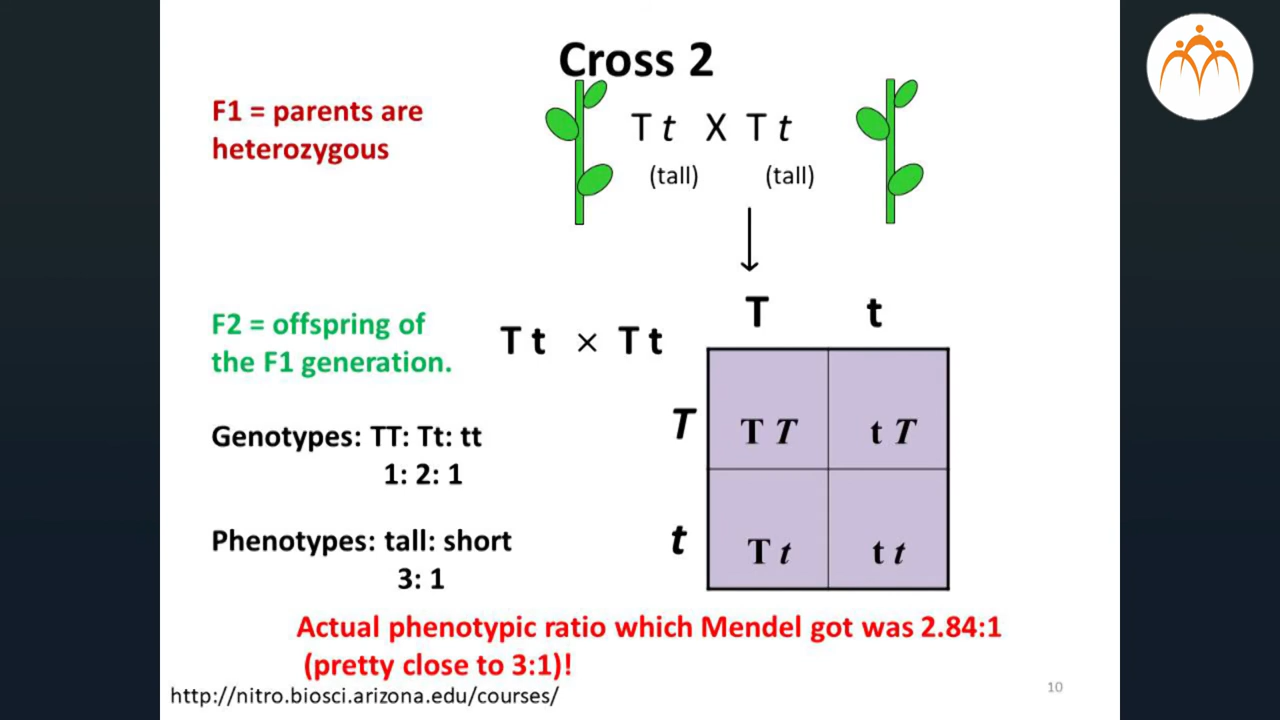 Cross 2
F1 = parents are
heterozygous
T t X T t
(tall) (tall)
F2 = offspring of
the F1 generation.
T t × T t
T t
T T T t T
t T t t t
Genotypes: TT: Tt: tt
1: 2: 1
Phenotypes: tall: short
3: 1
Actual phenotypic ratio which Mendel got was 2.84:1
(pretty close to 3:1)!
http://nitro.biosci.arizona.edu/courses/
10